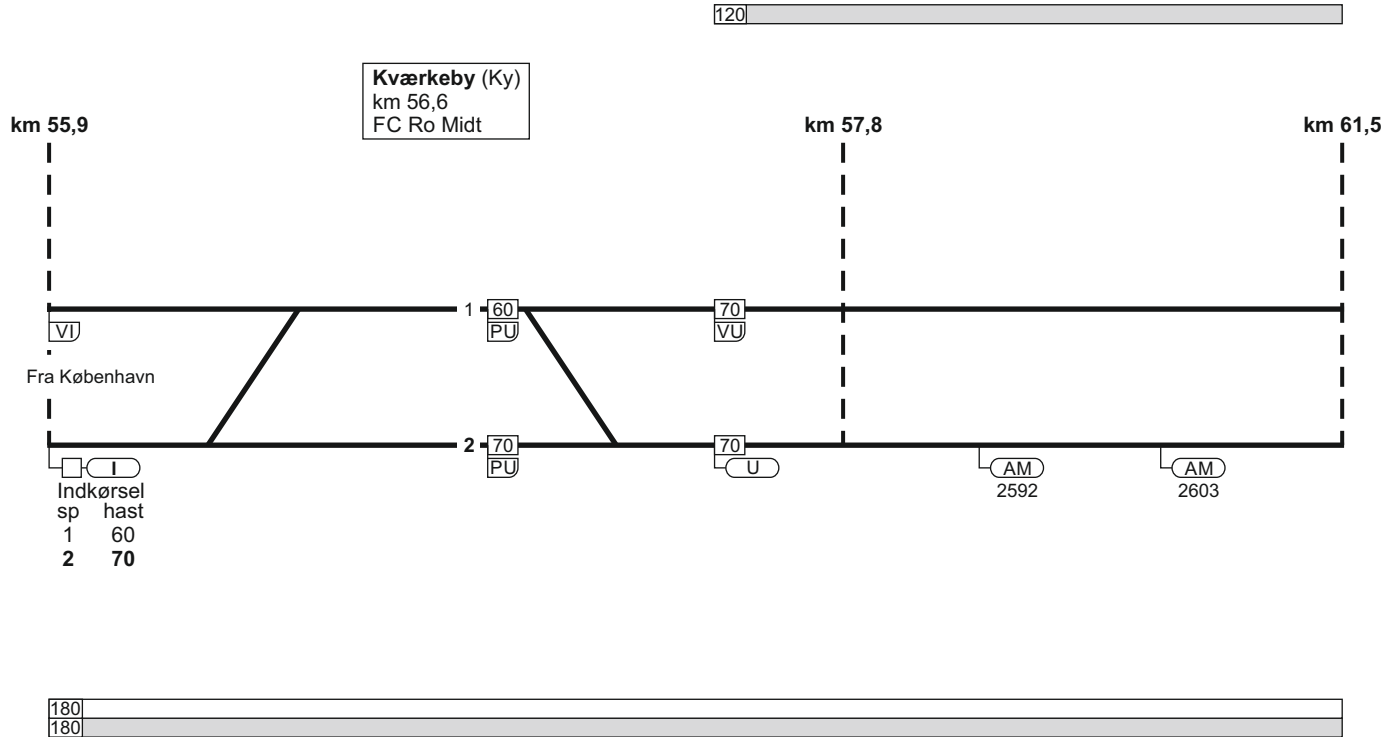 120
Kværkeby (Ky)
km 56,6
FC Ro Midt
km 55,9
km 57,8
km 61,5
1
60
70
VI
PU
VU
Fra København
2
70
70
PU
I
U
AM
AM
2592
2603
Indkørsel
sp hast
1 60
2 70
180
180